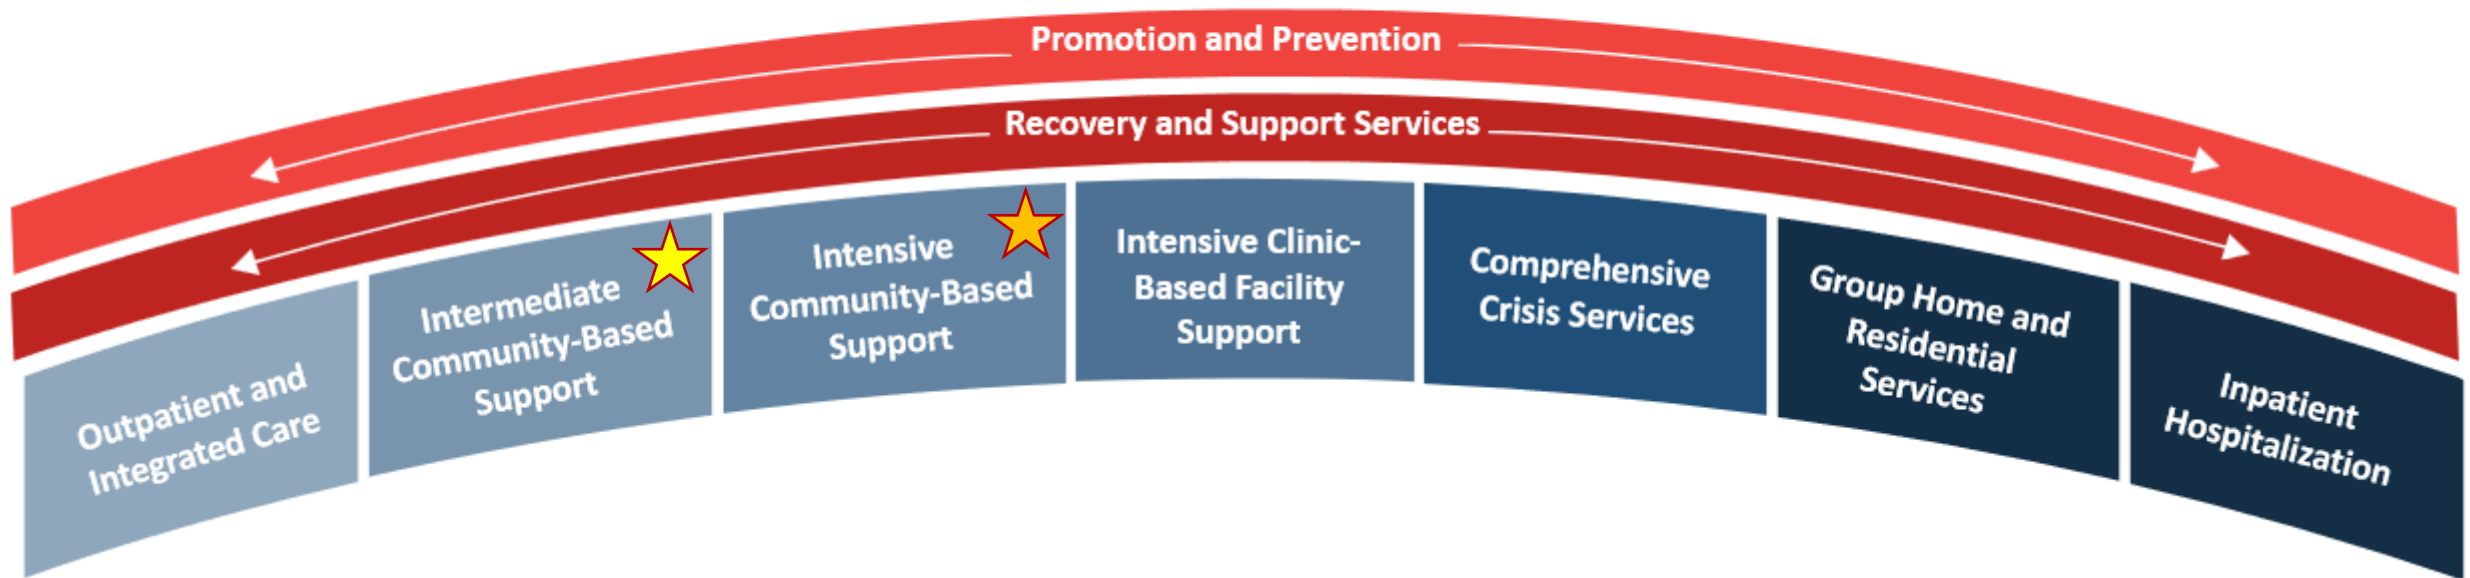 Promotion and Prevention
Recovery and Support Services
Outpatient and
Integrated Care
Intermediate
Community-Based
Support
Intensive
Community-Based
Support
Intensive Clinic-
Based Facility
Support
Comprehensive
Crisis Services
Group Home and
Residential
Services
Inpatient
Hospitalization